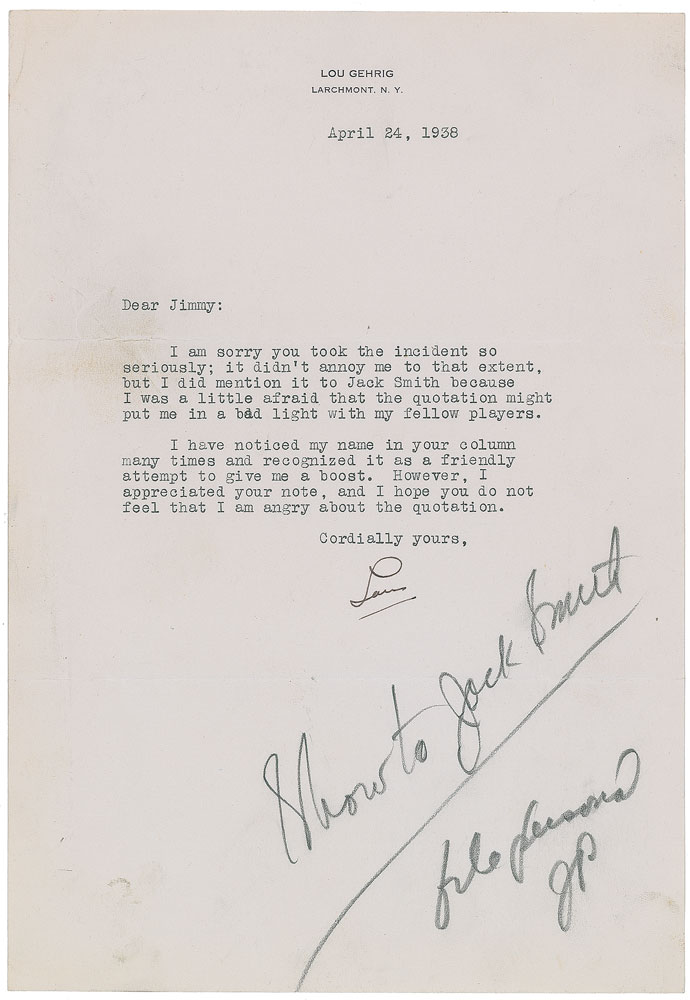 LOU GEHRIG
LARCHMONT, N. Y.
April 24, 1938
Dear Jimmy:
I am sorry you took the incident so
seriously; it didn't annoy me to that extent,
but I did mention it to Jack Smith because
I was a little afraid that the quotation might
put me in a bad light with my fellow players.
I have noticed my name in your column
many times and recognized it as a friendly
attempt to give me a boost.  However, I
appreciated your note, and I hope you do not
feel that I am angry about the quotation.
Cordially yours,
Lou
Show to Jack Smith
file personal
JP